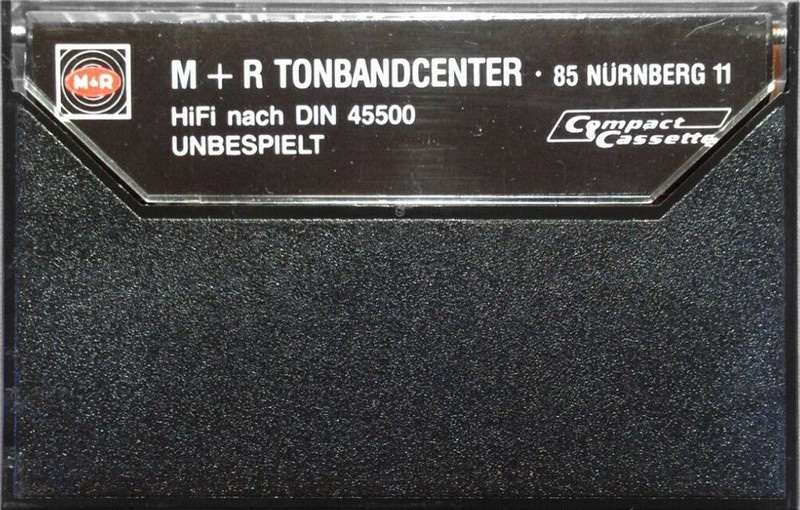 M&R
M + R TONBANDCENTER · 85 NÜRNBERG 11
HiFi nach DIN 45500
UNBESPIELT
Compact
Cassette